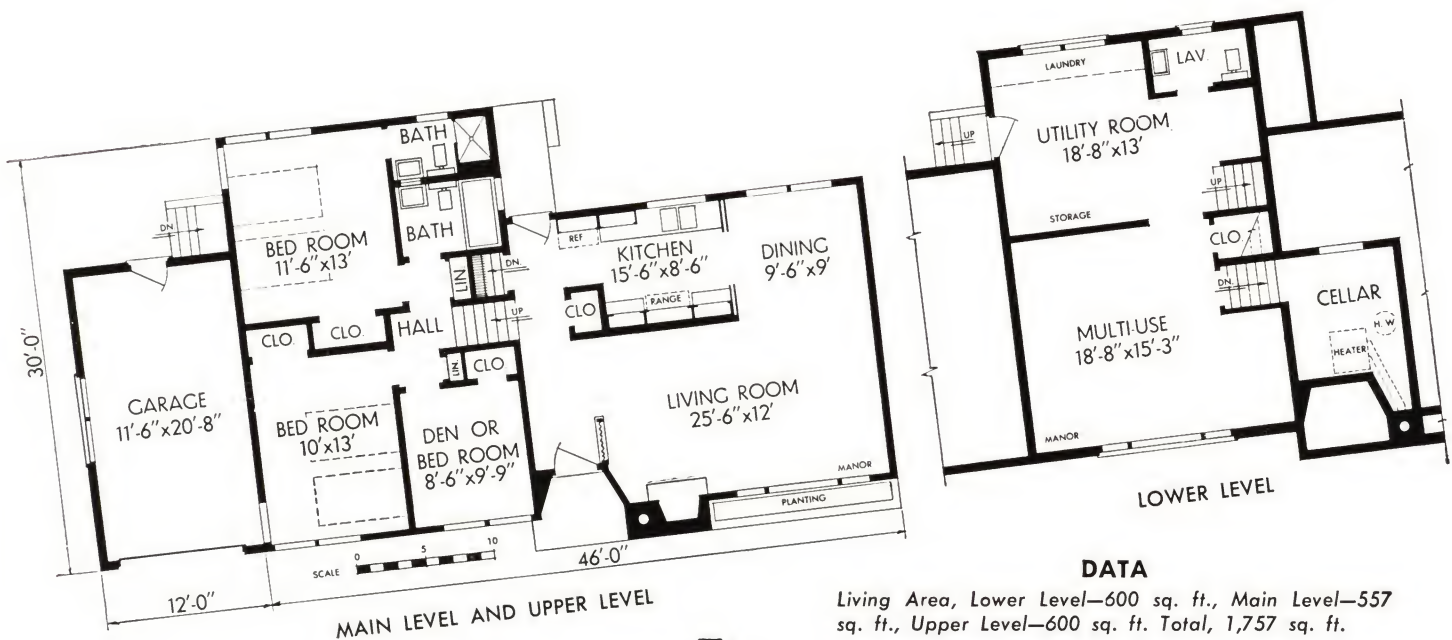 BATH
BED ROOM
11'-6"x13'
BATH
DN.
LIN.
DN.
UP
REF
KITCHEN
15'-6"x8'-6"
RANGE
CLO
DINING
9'-6"x9'
CLO.
CLO.
HALL
LIN.
CLO.
GARAGE
11'-6"x20'-8"
BED ROOM
10'x13'
DEN OR
BED ROOM
8'-6"x9'-9"
LIVING ROOM
25'-6"x12'
MANOR
PLANTING
30'-0"
12'-0"
46'-0"
SCALE 0 5 10
MAIN LEVEL AND UPPER LEVEL
LAUNDRY
LAV.
UP
UTILITY ROOM
18'-8"x13'
UP
STORAGE
CLO.
DN.
CELLAR
H.W
HEATER
MULTI-USE
18'-8"x15'-3"
MANOR
LOWER LEVEL
DATA
Living Area, Lower Level—600 sq. ft., Main Level—557
sq. ft., Upper Level—600 sq. ft. Total, 1,757 sq. ft.